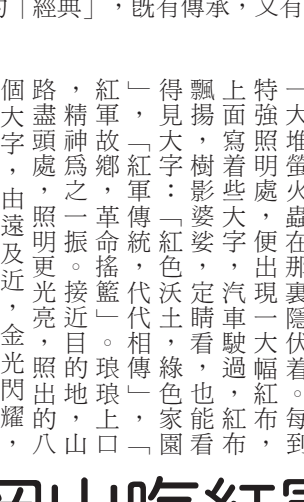 的「經典」，既有傳承，又有
一大堆螢火蟲在那裏隱伏着。每到
特強照明處，便出現一大幅紅布，
上面寫着些大字，汽車駛過，紅布
飄揚，樹影婆娑，定睛看，也能看
得見大字：「紅色沃土，綠色家園
」，「紅軍傳統，代代相傳」，「
紅軍故鄉，革命搖籃」。琅琅上口
，精神爲之一振。接近目的地，山
路盡頭處，照明更光亮，照出的八
個大字，由遠及近，金光閃耀，
山吃紅